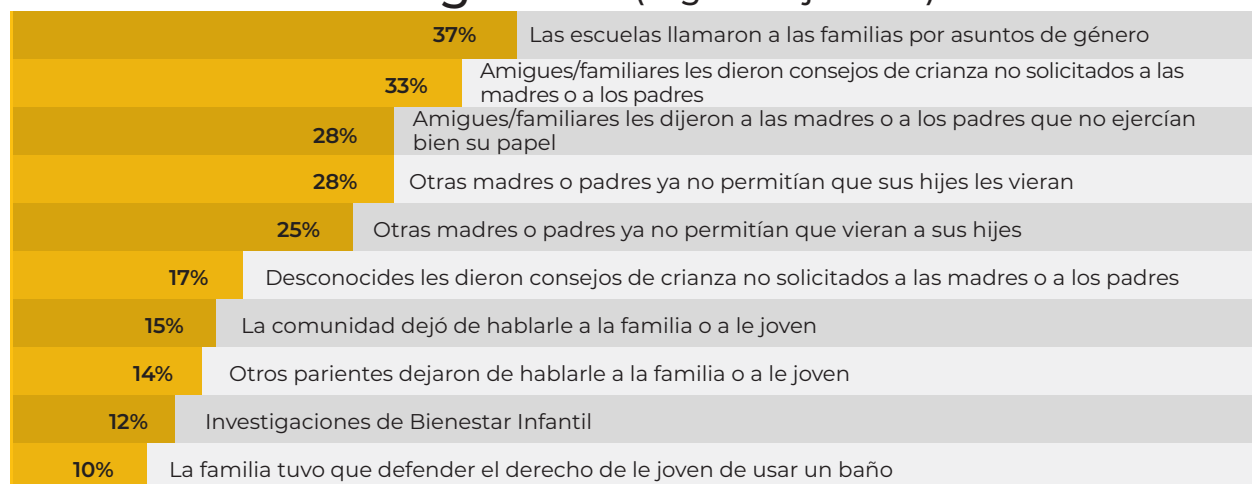 37% Las escuelas llamaron a las familias por asuntos de género
33% Amigues/familiares les dieron consejos de crianza no solicitados a las
madres o a los padres
28% Amigues/familiares les dijeron a las madres o a los padres que no ejercían
bien su papel
28% Otras madres o padres ya no permitían que sus hijes les vieran
25% Otras madres o padres ya no permitían que vieran a sus hijes
17% Desconocides les dieron consejos de crianza no solicitados a las madres o a los padres
15% La comunidad dejó de hablarle a la familia o a le joven
14% Otros parientes dejaron de hablarle a la familia o a le joven
12% Investigaciones de Bienestar Infantil
10% La familia tuvo que defender el derecho de le joven de usar un baño